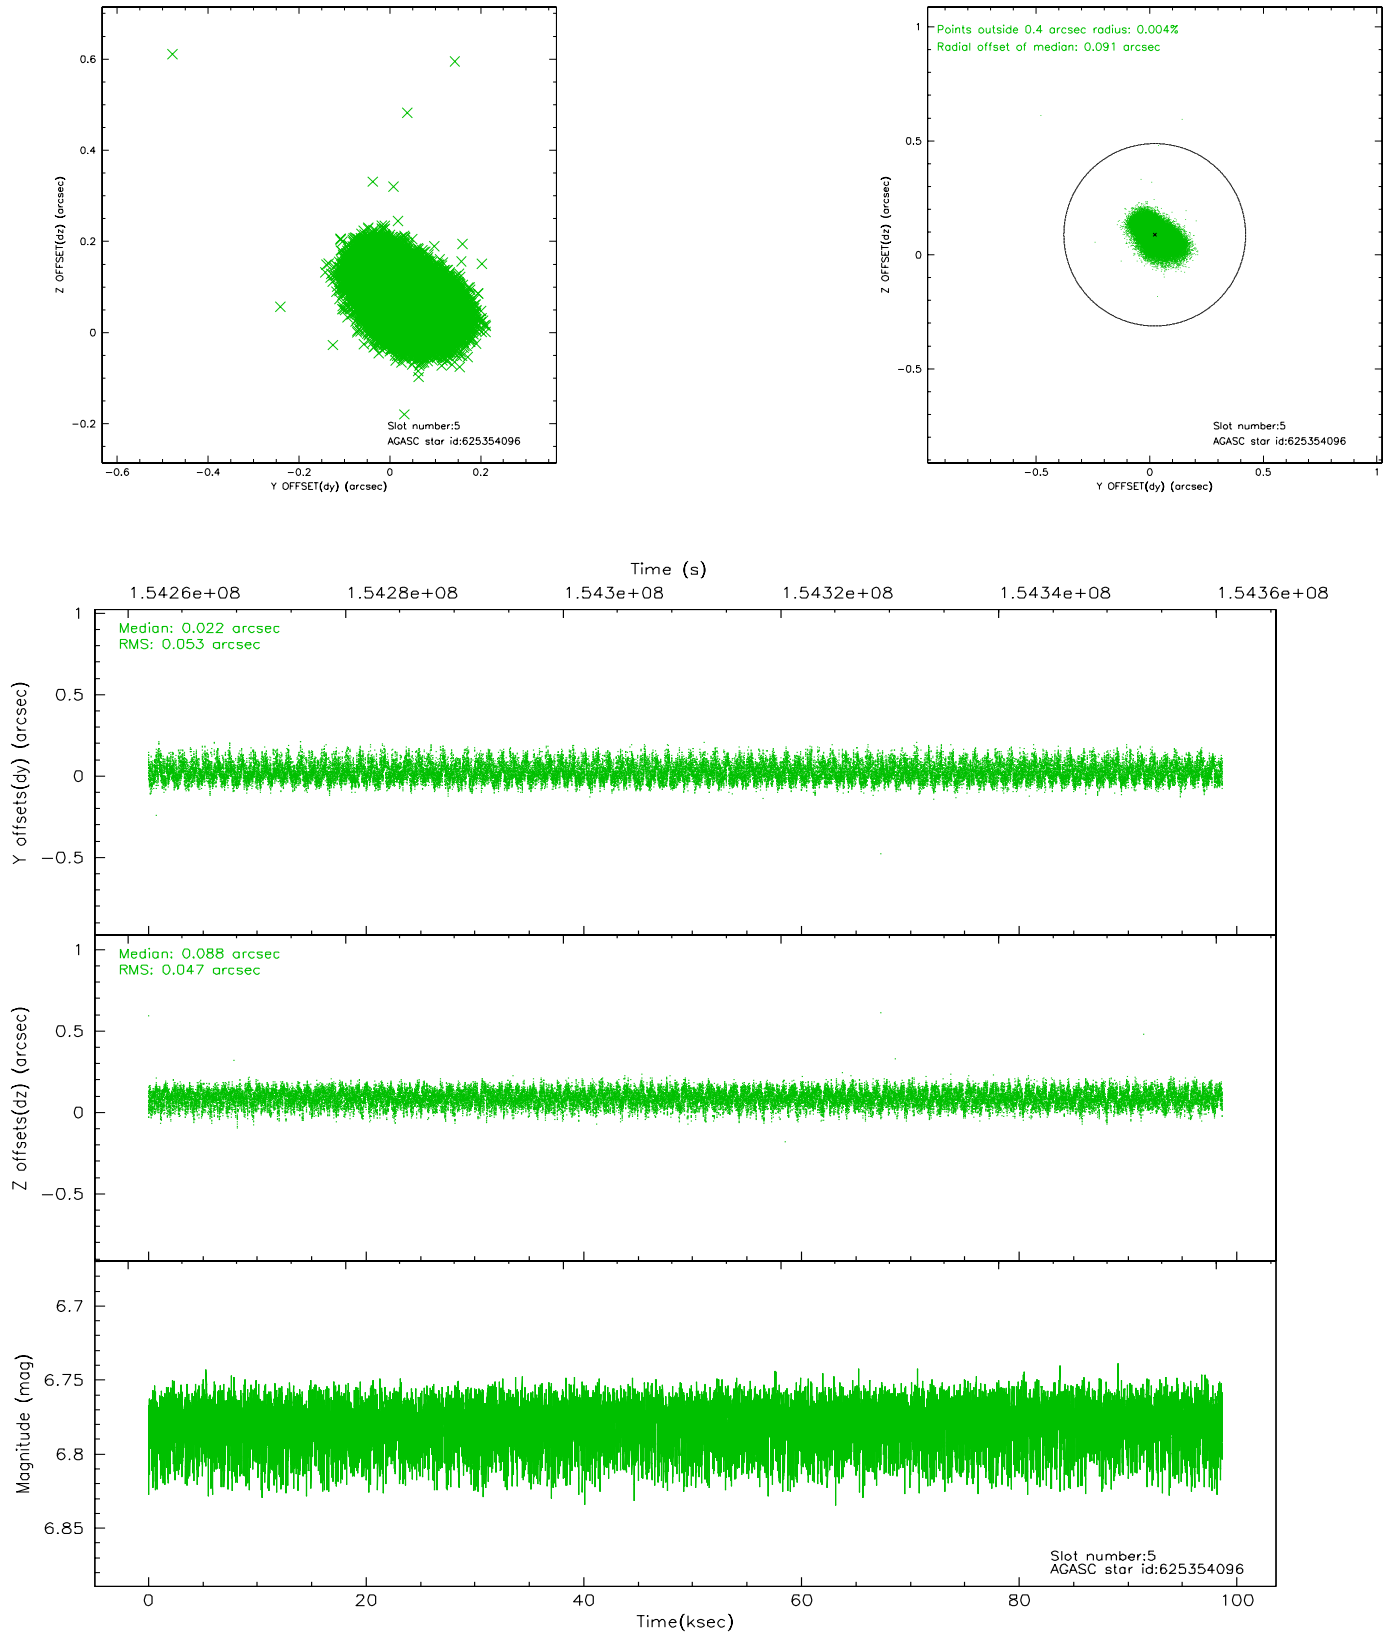 0.6
0.4
0.2
0
−0.2
Z OFFSET(dz) (arcsec)
Slot number:5
AGASC star id:625354096
−0.6 −0.4 −0.2 0 0.2
Y OFFSET(dy) (arcsec)
Points outside 0.4 arcsec radius: 0.004%
Radial offset of median: 0.091 arcsec
1
0.5
0
−0.5
Z OFFSET(dz) (arcsec)
Slot number:5
AGASC star id:625354096
−0.5 0 0.5 1
Y OFFSET(dy) (arcsec)
Time (s)
1.5426e+08 1.5428e+08 1.543e+08 1.5432e+08 1.5434e+08 1.5436e+08
Median: 0.022 arcsec
RMS: 0.053 arcsec
1
0.5
0
−0.5
Y offsets(dy) (arcsec)
Median: 0.088 arcsec
RMS: 0.047 arcsec
1
0.5
0
−0.5
Z offsets(dz) (arcsec)
6.7
6.75
6.8
6.85
Magnitude (mag)
Slot number:5
AGASC star id:625354096
0 20 40 60 80 100
Time(ksec)